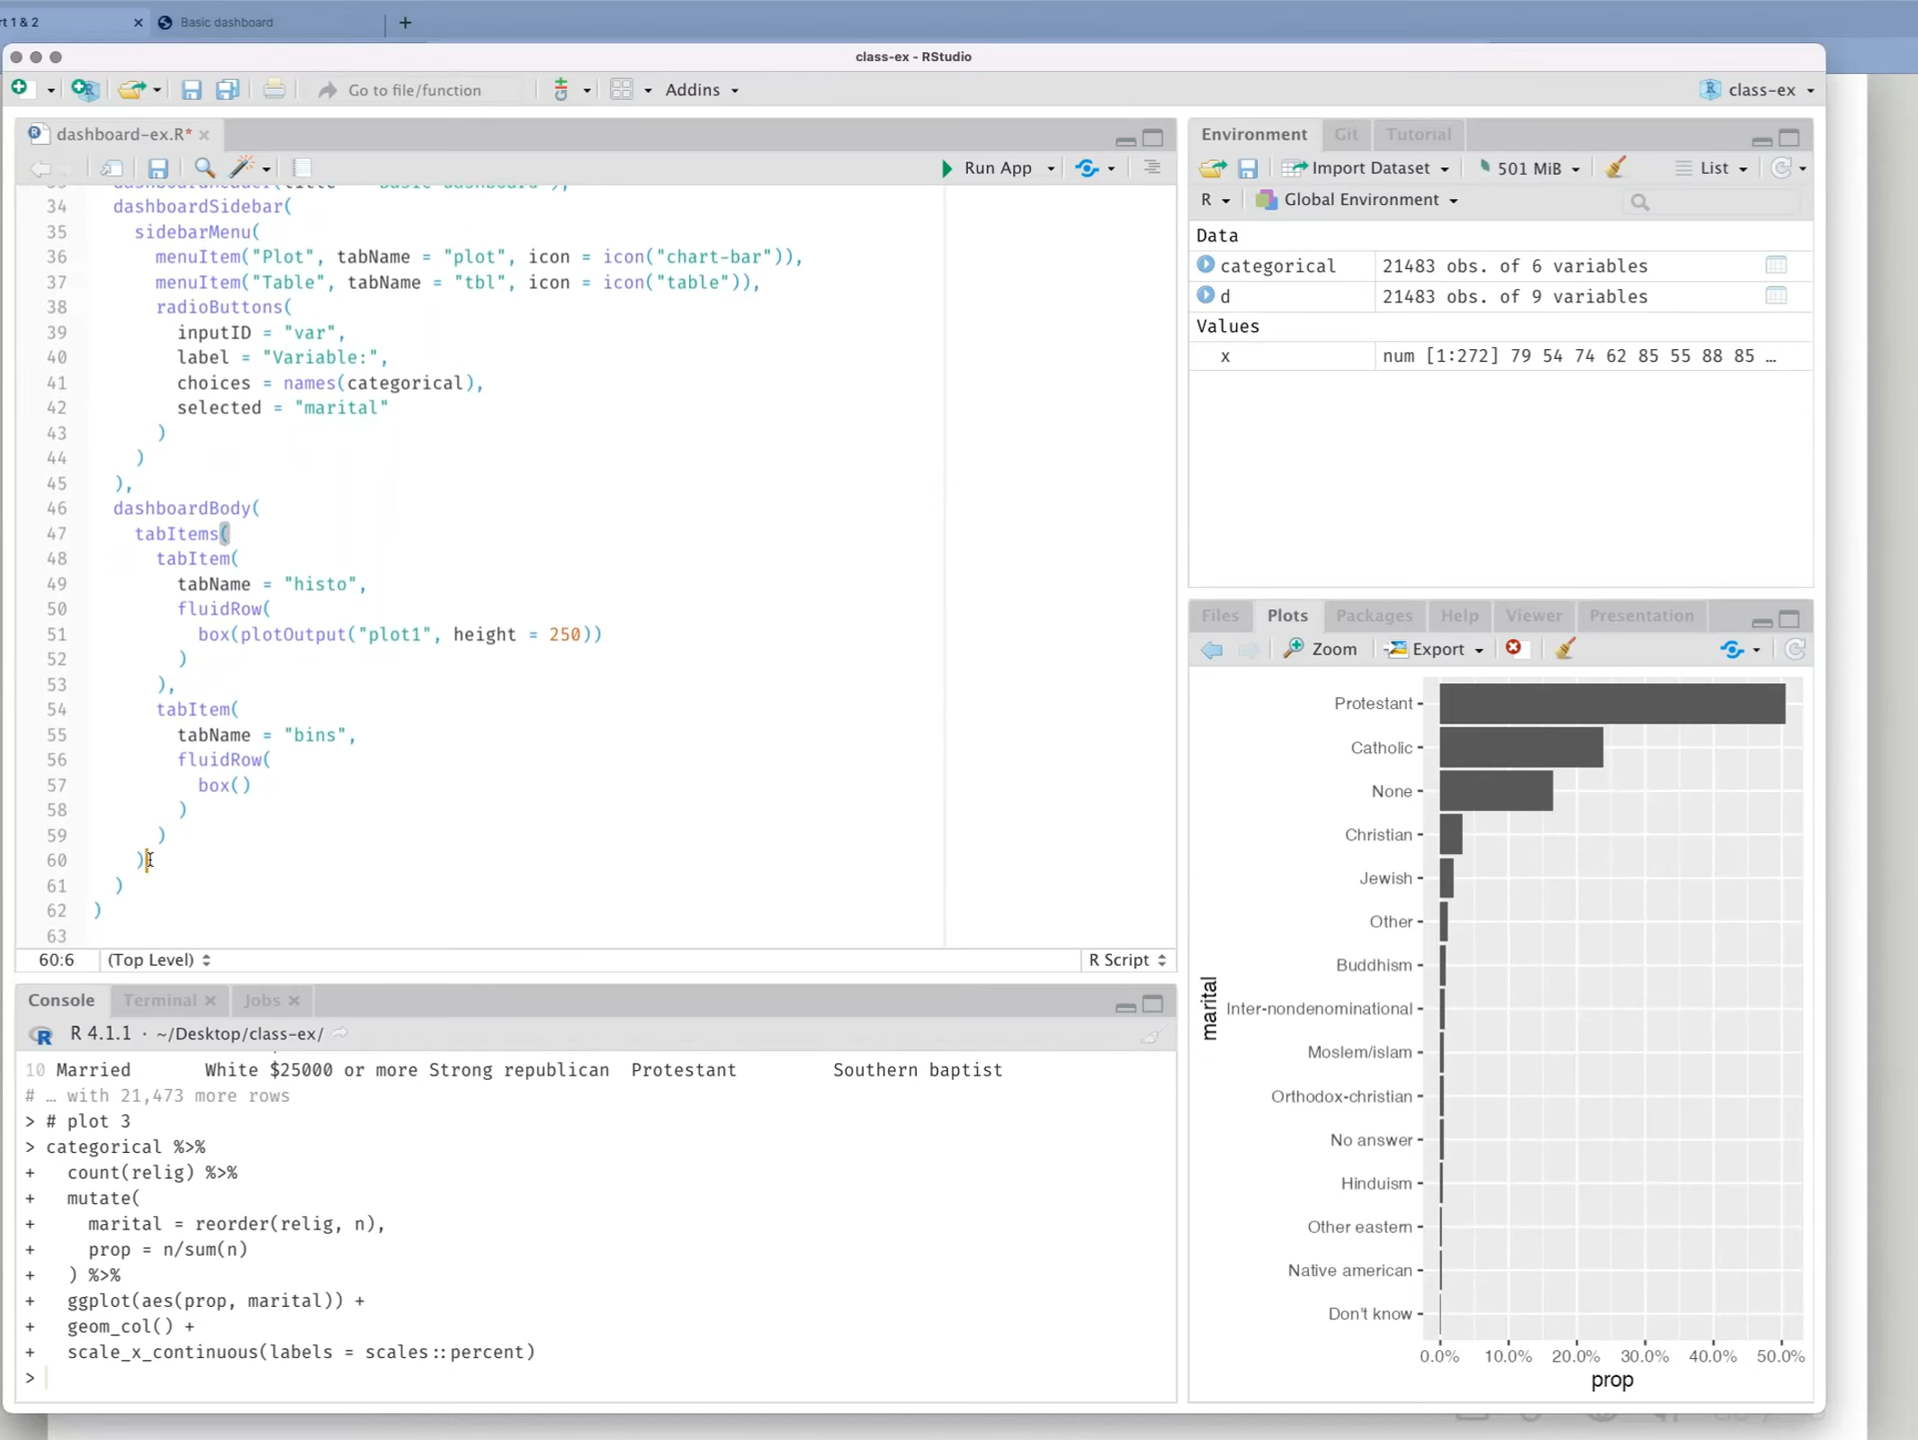 rt 1 & 2
Basic dashboard
class-ex - RStudio
Go to file/function
Addins
class-ex
dashboard-ex.R*
Run App
34 dashboardSidebar(
35 sidebarMenu(
36 menuItem("Plot", tabName = "plot", icon = icon("chart-bar")),
37 menuItem("Table", tabName = "tbl", icon = icon("table")),
38 radioButtons(
39 inputID = "var",
40 label = "Variable:",
41 choices = names(categorical),
42 selected = "marital"
43 )
44 )
45 ),
46 dashboardBody(
47 tabItems(
48 tabItem(
49 tabName = "histo",
50 fluidRow(
51 box(plotOutput("plot1", height = 250))
52 )
53 ),
54 tabItem(
55 tabName = "bins",
56 fluidRow(
57 box()
58 )
59 )
60 )
61 )
62 )
63
60:6 (Top Level) R Script
Console Terminal Jobs
R 4.1.1 · ~/Desktop/class-ex/
10 Married White $25000 or more Strong republican Protestant Southern baptist
# … with 21,473 more rows
> # plot 3
> categorical %>%
+ count(relig) %>%
+ mutate(
+ marital = reorder(relig, n),
+ prop = n/sum(n)
+ ) %>%
+ ggplot(aes(prop, marital)) +
+ geom_col() +
+ scale_x_continuous(labels = scales::percent)
>
Environment Git Tutorial
Import Dataset 501 MiB List
R Global Environment
Data
categorical 21483 obs. of 6 variables
d 21483 obs. of 9 variables
Values
x num [1:272] 79 54 74 62 85 55 88 85 …
Files Plots Packages Help Viewer Presentation
Zoom Export
Protestant
Catholic
None
Christian
Jewish
Other
Buddhism
Inter-nondenominational
Moslem/islam
Orthodox-christian
No answer
Hinduism
Other eastern
Native american
Don't know
marital
0.0% 10.0% 20.0% 30.0% 40.0% 50.0%
prop